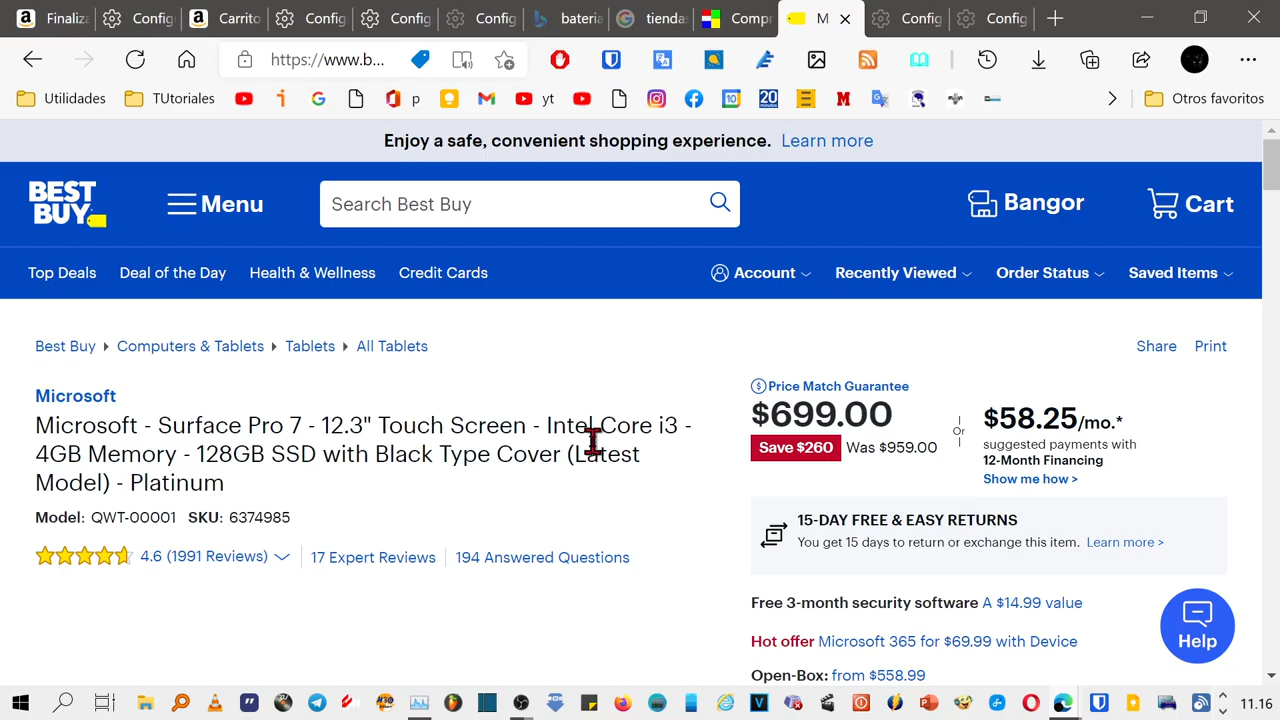 Finaliza
Config
Carrito
Config
Config
Config
bateria
tiendas
Compr
M
Config
Config
https://www.b...
Utilidades
TUtoriales
p
yt
Otros favoritos
Enjoy a safe, convenient shopping experience. Learn more
BEST BUY
Menu
Search Best Buy
Bangor
Cart
Top Deals
Deal of the Day
Health & Wellness
Credit Cards
Account
Recently Viewed
Order Status
Saved Items
Best Buy
Computers & Tablets
Tablets
All Tablets
Share
Print
Microsoft
Microsoft - Surface Pro 7 - 12.3" Touch Screen - Intel Core i3 -
4GB Memory - 128GB SSD with Black Type Cover (Latest
Model) - Platinum
Model: QWT-00001 SKU: 6374985
4.6 (1991 Reviews)
17 Expert Reviews
194 Answered Questions
Price Match Guarantee
$699.00
Save $260 Was $959.00
Or
$58.25/mo.*
suggested payments with
12-Month Financing
Show me how >
15-DAY FREE & EASY RETURNS
You get 15 days to return or exchange this item. Learn more >
Free 3-month security software A $14.99 value
Hot offer Microsoft 365 for $69.99 with Device
Open-Box: from $558.99
Help
11.16